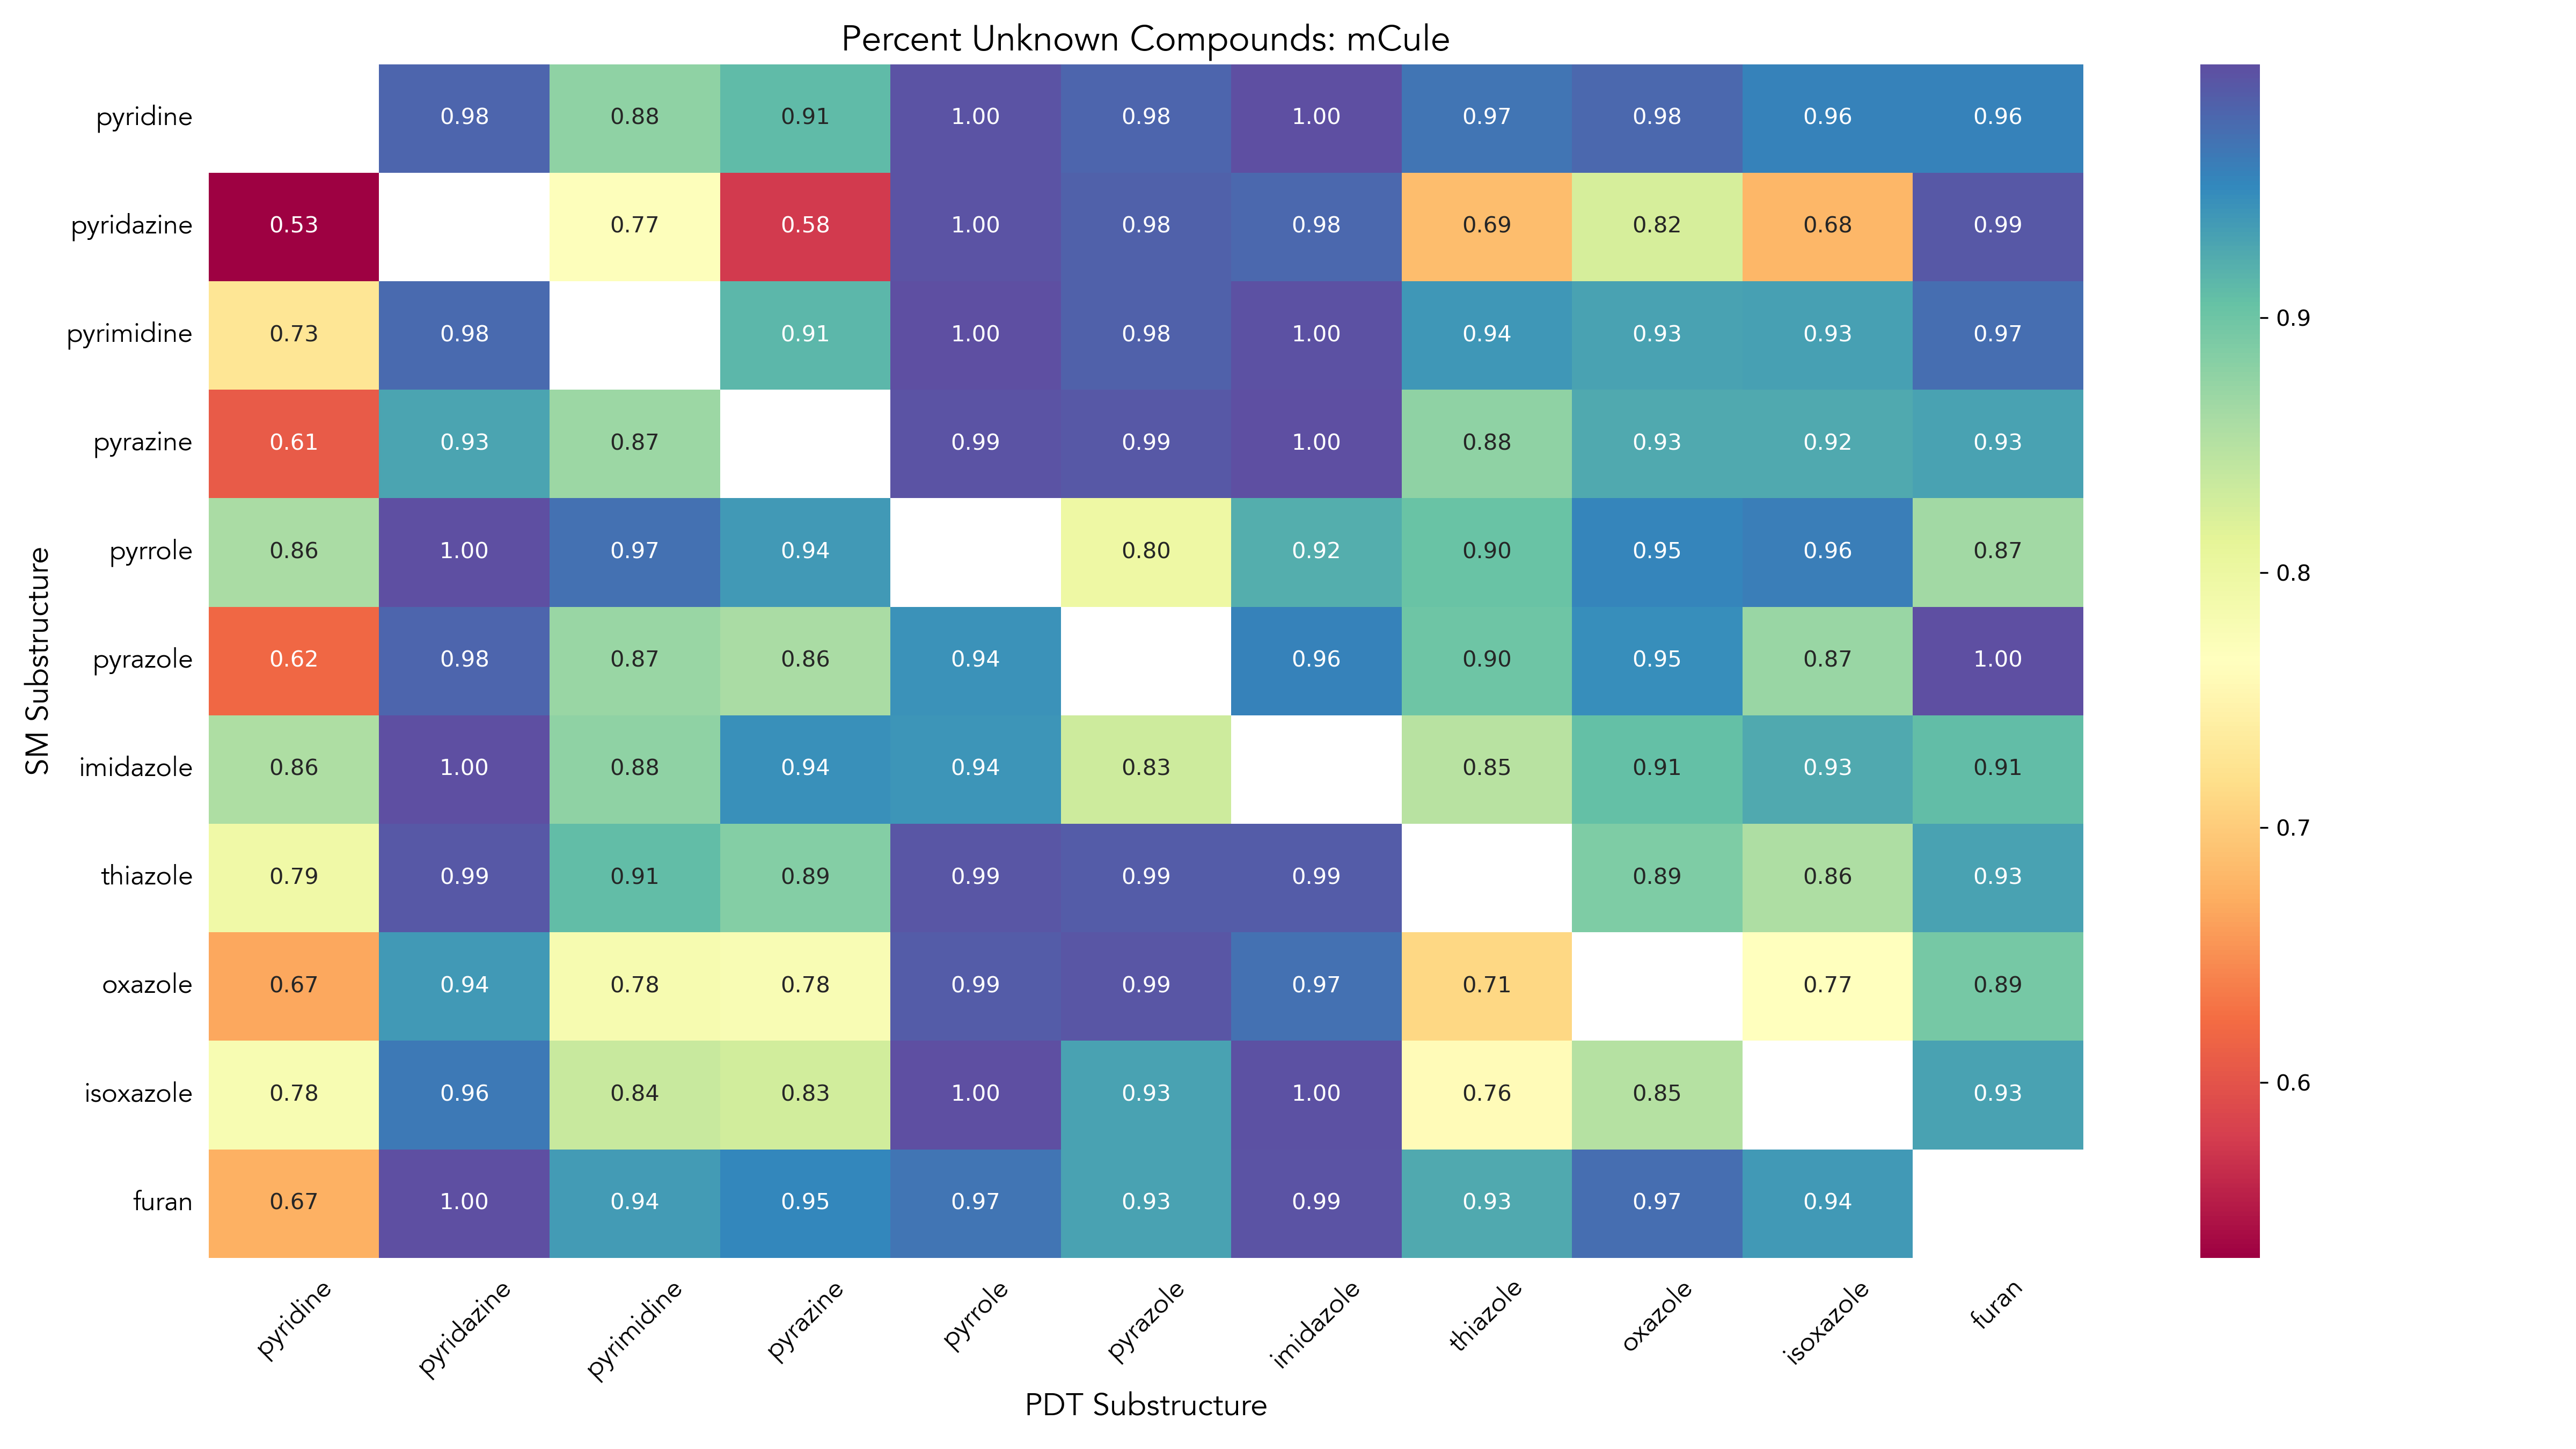 Percent Unknown Compounds: mCule
SM Substructure
pyridine 0.98 0.88 0.91 1.00 0.98 1.00 0.97 0.98 0.96 0.96
pyridazine 0.53 0.77 0.58 1.00 0.98 0.98 0.69 0.82 0.68 0.99
pyrimidine 0.73 0.98 0.91 1.00 0.98 1.00 0.94 0.93 0.93 0.97
pyrazine 0.61 0.93 0.87 0.99 0.99 1.00 0.88 0.93 0.92 0.93
pyrrole 0.86 1.00 0.97 0.94 0.80 0.92 0.90 0.95 0.96 0.87
pyrazole 0.62 0.98 0.87 0.86 0.94 0.96 0.90 0.95 0.87 1.00
imidazole 0.86 1.00 0.88 0.94 0.94 0.83 0.85 0.91 0.93 0.91
thiazole 0.79 0.99 0.91 0.89 0.99 0.99 0.99 0.89 0.86 0.93
oxazole 0.67 0.94 0.78 0.78 0.99 0.99 0.97 0.71 0.77 0.89
isoxazole 0.78 0.96 0.84 0.83 1.00 0.93 1.00 0.76 0.85 0.93
furan 0.67 1.00 0.94 0.95 0.97 0.93 0.99 0.93 0.97 0.94
pyridine pyridazine pyrimidine pyrazine pyrrole pyrazole imidazole thiazole oxazole isoxazole furan
PDT Substructure
0.9
0.8
0.7
0.6